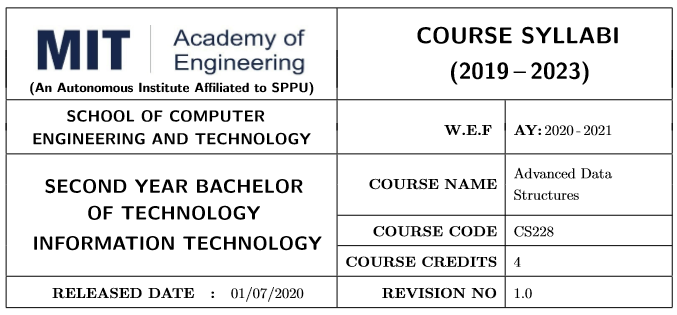 MIT Academy of
Engineering
(An Autonomous Institute Affiliated to SPPU)
COURSE SYLLABI
(2019 – 2023)
SCHOOL OF COMPUTER
ENGINEERING AND TECHNOLOGY
W.E.F AY: 2020 - 2021
SECOND YEAR BACHELOR
OF TECHNOLOGY
INFORMATION TECHNOLOGY
COURSE NAME Advanced Data
Structures
COURSE CODE CS228
COURSE CREDITS 4
RELEASED DATE : 01/07/2020
REVISION NO 1.0